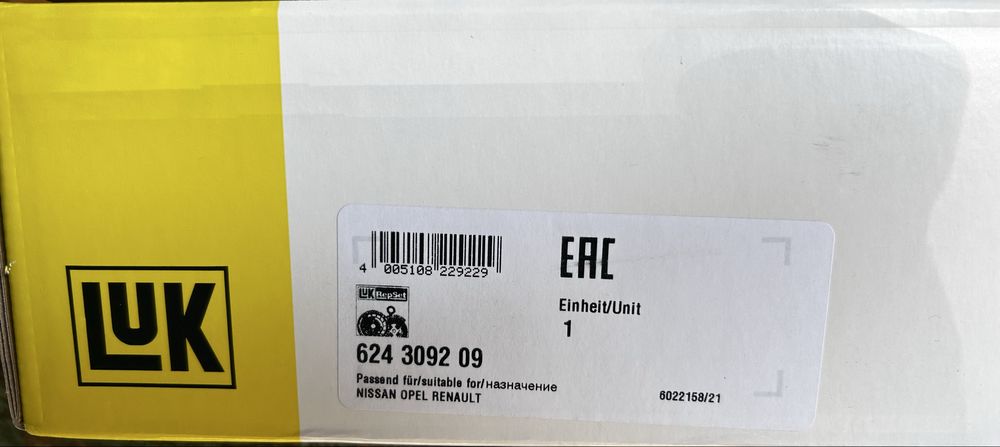 LUK
4 005108 229229
EAC
LUK RepSet
Einheit/Unit
1
624 3092 09
Passend für/suitable for/назначение
NISSAN OPEL RENAULT
6022158/21